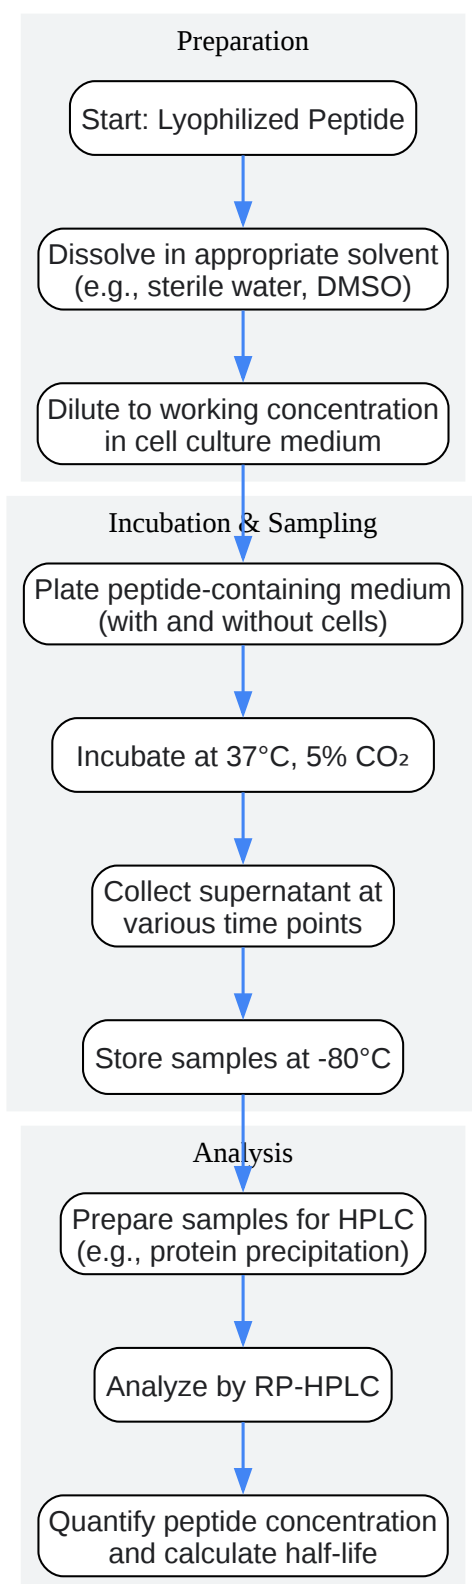 Preparation
Start: Lyophilized Peptide
Dissolve in appropriate solvent
(e.g., sterile water, DMSO)
Dilute to working concentration
in cell culture medium
Incubation & Sampling
Plate peptide-containing medium
(with and without cells)
Incubate at 37°C, 5% CO₂
Collect supernatant at
various time points
Store samples at -80°C
Analysis
Prepare samples for HPLC
(e.g., protein precipitation)
Analyze by RP-HPLC
Quantify peptide concentration
and calculate half-life